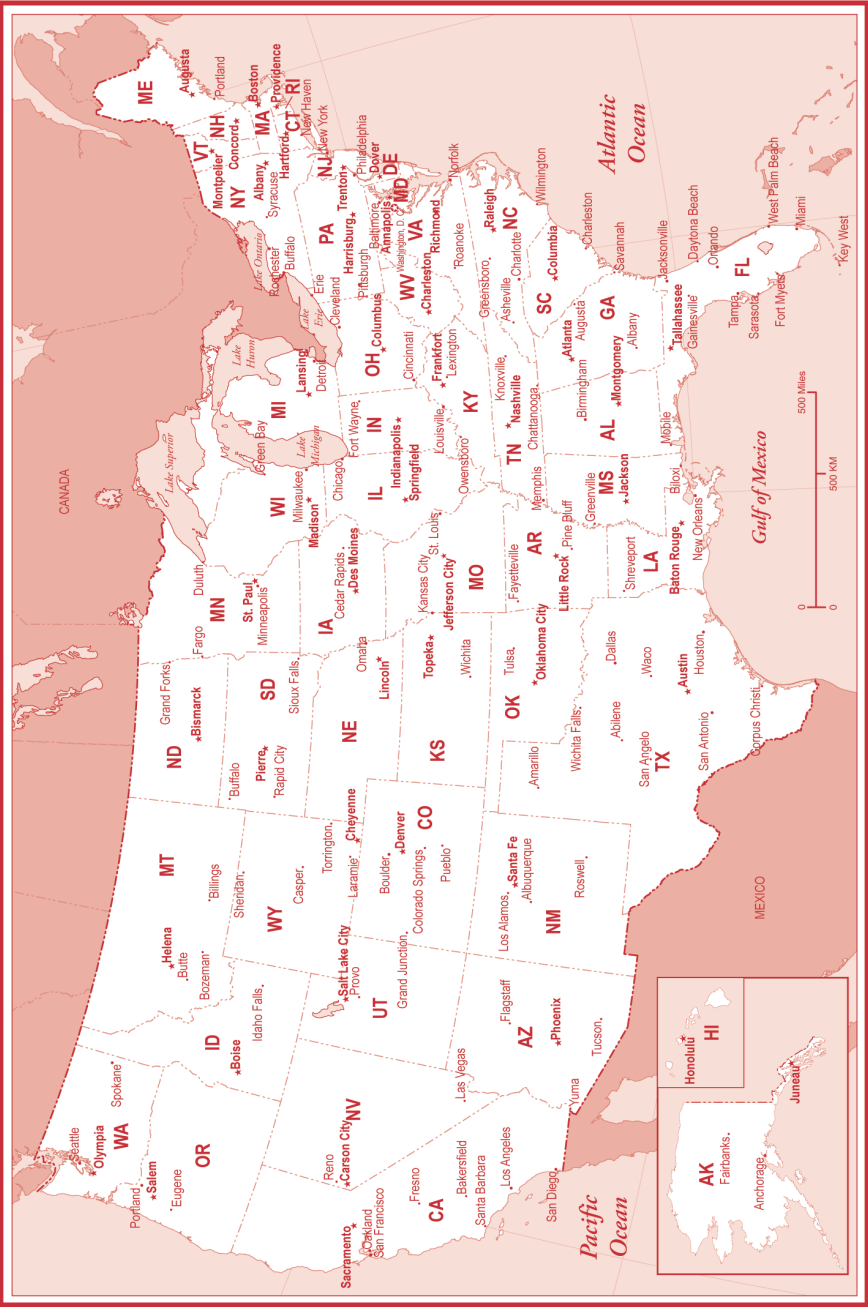 CANADA
MEXICO
Pacific
Ocean
Atlantic
Ocean
Gulf of Mexico
Lake Superior
Lake
Michigan
Lake
Huron
Lake
Erie
Lake Ontario
0
500 Miles
0
500 KM
WA
Seattle
Olympia
Spokane
OR
Portland
Salem
Eugene
CA
Sacramento
Oakland
San Francisco
Fresno
Bakersfield
Santa Barbara
Los Angeles
San Diego
NV
Reno
Carson City
Las Vegas
ID
Boise
Idaho Falls
MT
Helena
Butte
Bozeman
Billings
WY
Sheridan
Casper
Torrington
Laramie
Cheyenne
UT
Salt Lake City
Provo
CO
Grand Junction
Boulder
Denver
Colorado Springs
Pueblo
AZ
Flagstaff
Phoenix
Tucson
Yuma
NM
Los Alamos
Santa Fe
Albuquerque
Roswell
ND
Grand Forks
Bismarck
Fargo
SD
Buffalo
Pierre
Rapid City
Sioux Falls
NE
Omaha
Lincoln
KS
Topeka
Wichita
OK
Tulsa
Oklahoma City
TX
Amarillo
Wichita Falls
Abilene
Dallas
San Angelo
Waco
Austin
Houston
San Antonio
Corpus Christi
MN
Duluth
St. Paul
Minneapolis
IA
Cedar Rapids
Des Moines
MO
Kansas City
St. Louis
Jefferson City
AR
Fayetteville
Little Rock
Pine Bluff
LA
Shreveport
Baton Rouge
New Orleans
WI
Green Bay
Milwaukee
Madison
IL
Chicago
Springfield
MI
Lansing
Detroit
IN
Fort Wayne
Indianapolis
OH
Cleveland
Columbus
Cincinnati
KY
Louisville
Frankfort
Lexington
Owensboro
TN
Knoxville
Nashville
Chattanooga
Memphis
MS
Greenville
Jackson
Biloxi
AL
Birmingham
Montgomery
Mobile
GA
Atlanta
Augusta
Albany
Savannah
FL
Tallahassee
Jacksonville
Gainesville
Daytona Beach
Orlando
Tampa
Sarasota
Fort Myers
West Palm Beach
Miami
Key West
SC
Columbia
Charleston
NC
Greensboro
Raleigh
Asheville
Charlotte
Wilmington
VA
Richmond
Roanoke
Norfolk
WV
Charleston
Washington, D. C.
MD
Baltimore
Annapolis
DE
Dover
PA
Erie
Pittsburgh
Harrisburg
Philadelphia
NJ
Trenton
NY
Rochester
Buffalo
Syracuse
Albany
New York
CT
Hartford
New Haven
RI
Providence
MA
Boston
VT
Montpelier
NH
Concord
ME
Augusta
Portland
AK
Fairbanks
Anchorage
Juneau
HI
Honolulu